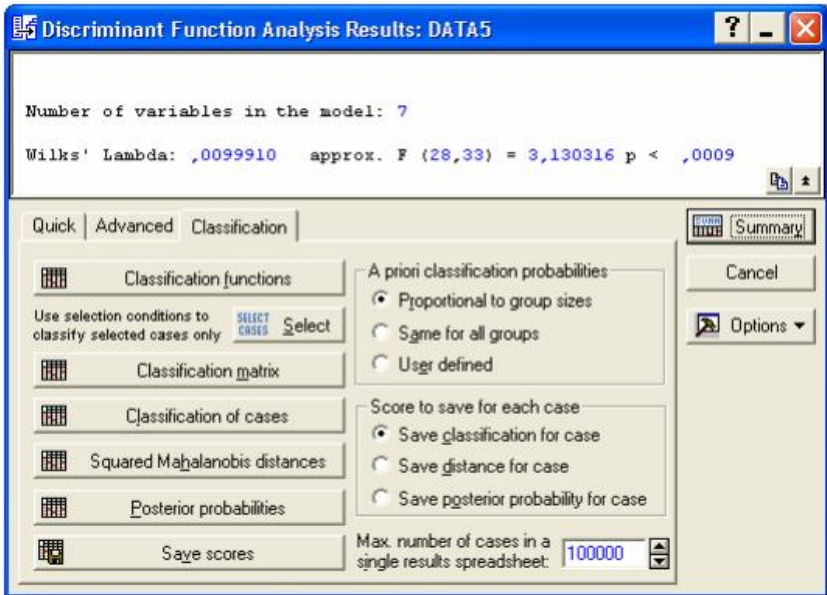 Discriminant Function Analysis Results: DATA5
Number of variables in the model: 7
Wilks' Lambda: ,0099910 approx. F (28,33) = 3,130316 p < ,0009
Quick Advanced Classification
Summary
Cancel
Options
Classification functions
Use selection conditions to
classify selected cases only
SELECT
CASES
Select
Classification matrix
Classification of cases
Squared Mahalanobis distances
Posterior probabilities
Save scores
A priori classification probabilities
Proportional to group sizes
Same for all groups
User defined
Score to save for each case
Save classification for case
Save distance for case
Save posterior probability for case
Max. number of cases in a
single results spreadsheet: 100000